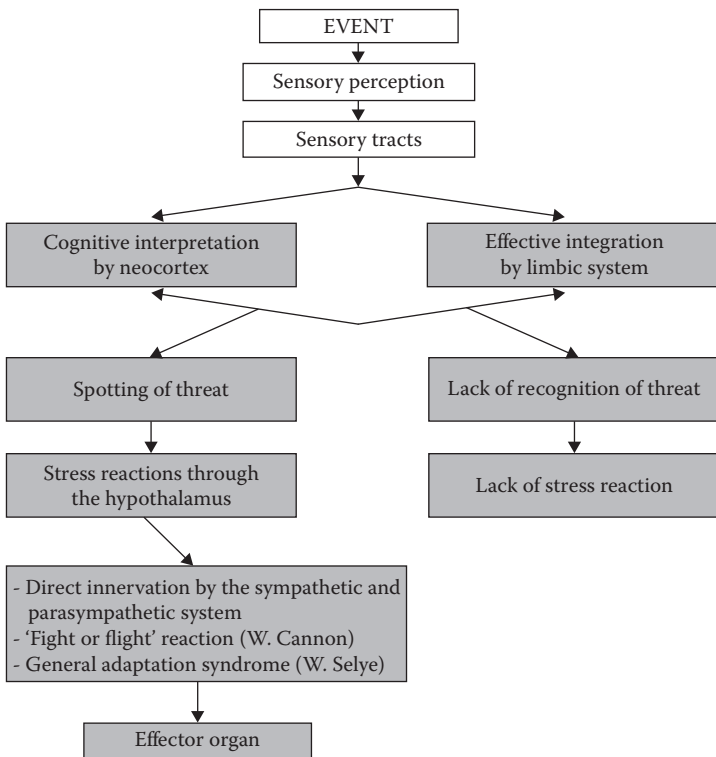 EVENT
Sensory perception
Sensory tracts
Cognitive interpretation
by neocortex
Effective integration
by limbic system
Spotting of threat
Lack of recognition of threat
Stress reactions through
the hypothalamus
Lack of stress reaction
- Direct innervation by the sympathetic and
parasympathetic system
- ‘Fight or flight’ reaction (W. Cannon)
- General adaptation syndrome (W. Selye)
Effector organ